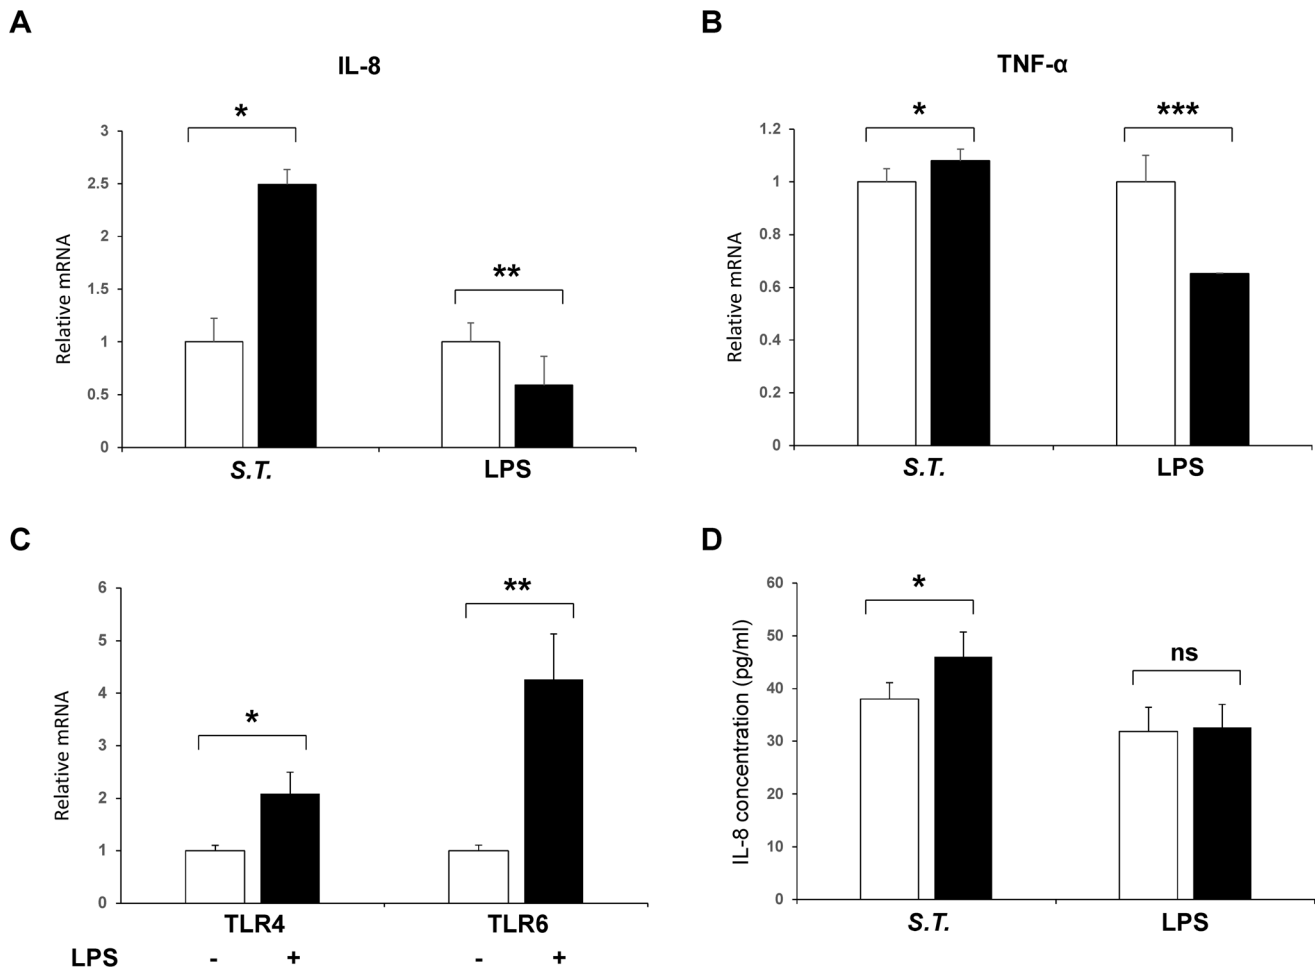 A
IL-8
*
**
3
2.5
2
1.5
1
0.5
0
Relative mRNA
S.T.
LPS
B
TNF-α
*
***
1.2
1
0.8
0.6
0.4
0.2
0
Relative mRNA
S.T.
LPS
C
*
**
6
5
4
3
2
1
0
Relative mRNA
TLR4
TLR6
LPS - + - +
D
*
ns
60
50
40
30
20
10
0
IL-8 concentration (pg/ml)
S.T.
LPS